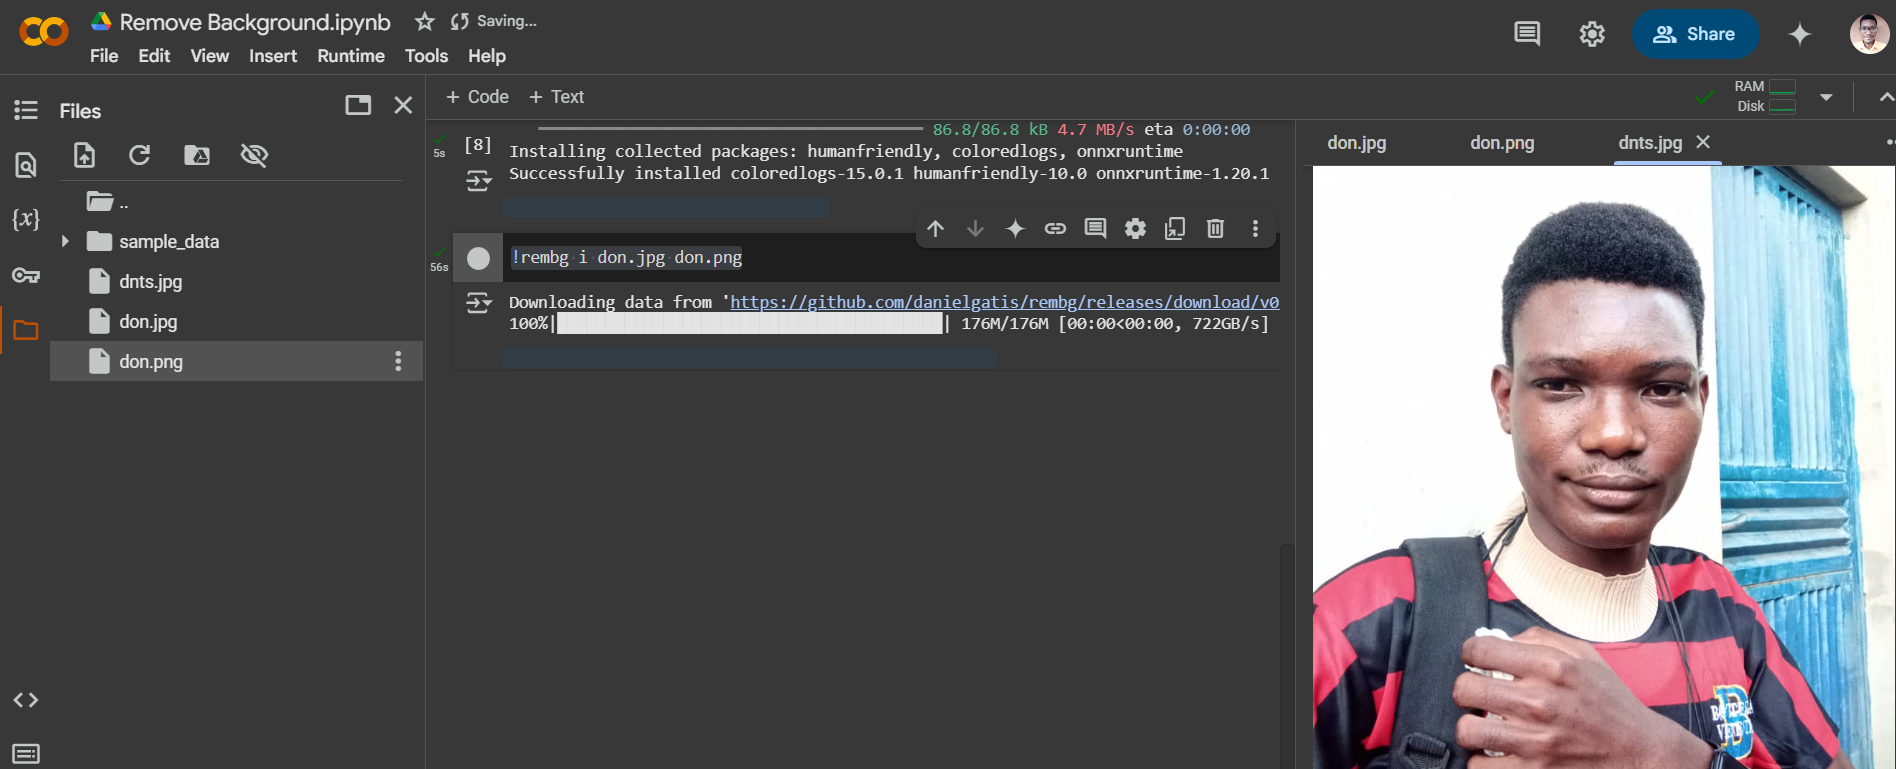 Remove Background.ipynb
Saving...
File Edit View Insert Runtime Tools Help
Share
Files
+ Code + Text
RAM
Disk
..
sample_data
dnts.jpg
don.jpg
don.png
5s
[8]
86.8/86.8 kB 4.7 MB/s eta 0:00:00
Installing collected packages: humanfriendly, coloredlogs, onnxruntime
Successfully installed coloredlogs-15.0.1 humanfriendly-10.0 onnxruntime-1.20.1
56s
!rembg i don.jpg don.png
Downloading data from 'https://github.com/danielgatis/rembg/releases/download/v0
100%| | 176M/176M [00:00<00:00, 722GB/s]
don.jpg don.png dnts.jpg
{x}
B